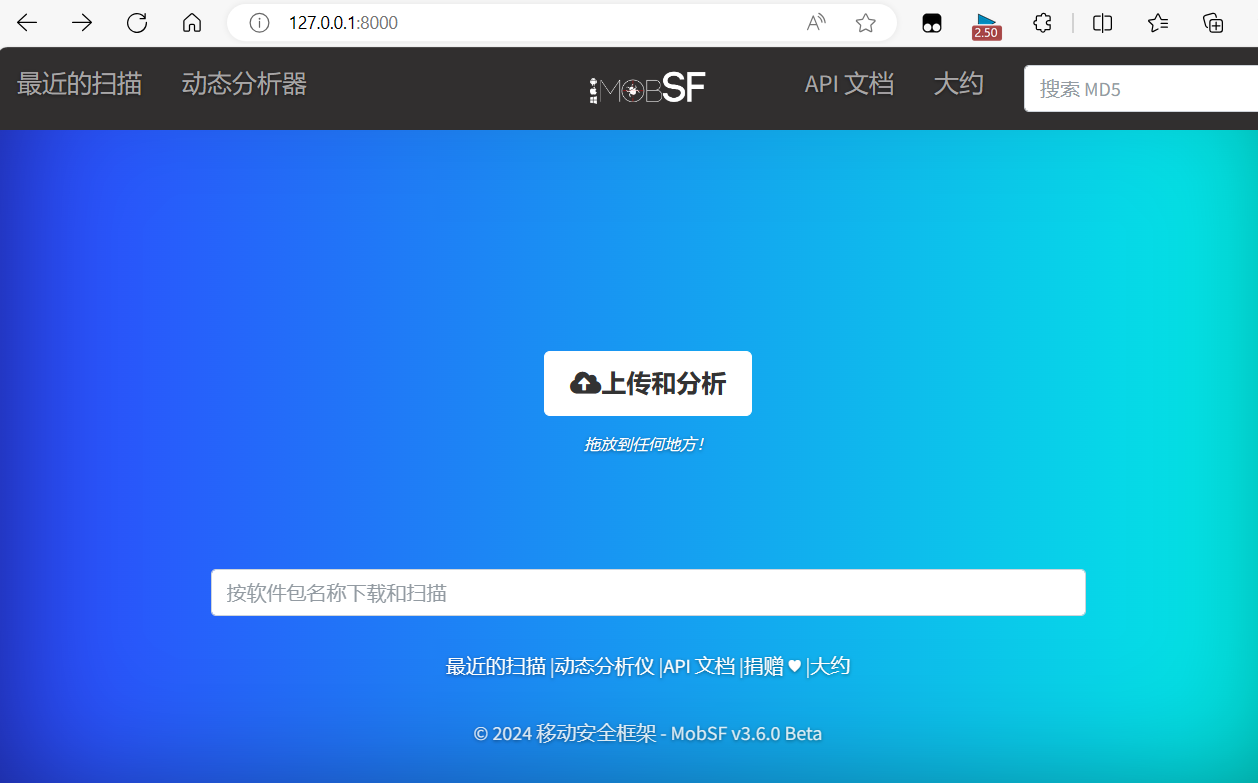 127.0.0.1:8000
2.50
最近的扫描 动态分析器 MOBSF API 文档 大约 搜索 MD5
上传和分析
拖放到任何地方！
按软件包名称下载和扫描
最近的扫描 |动态分析仪 |API 文档 |捐赠 ♥ |大约
© 2024 移动安全框架 - MobSF v3.6.0 Beta